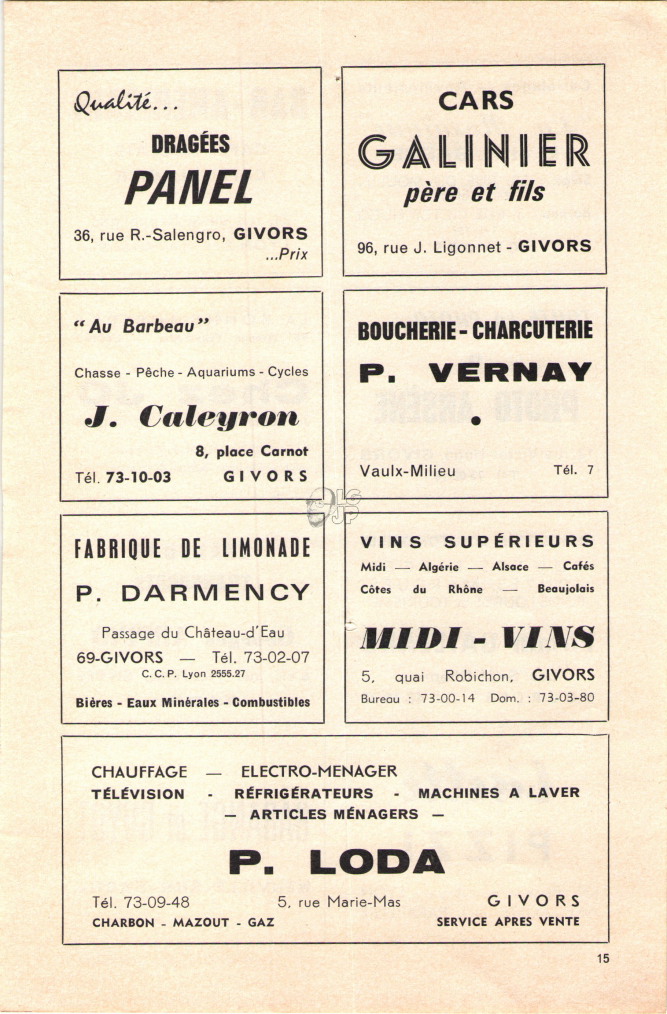 Qualité...
DRAGÉES
PANEL
36, rue R.-Salengro, GIVORS
...Prix
CARS
GALINIER
père et fils
96, rue J. Ligonnet - GIVORS
"Au Barbeau"
Chasse - Pêche - Aquariums - Cycles
J. Caleyron
8, place Carnot
Tél. 73-10-03 GIVORS
BOUCHERIE - CHARCUTERIE
P. VERNAY
●
Vaulx-Milieu Tél. 7
FABRIQUE DE LIMONADE
P. DARMENCY
Passage du Château-d'Eau
69-GIVORS — Tél. 73-02-07
C.C.P. Lyon 2555.27
Bières - Eaux Minérales - Combustibles
VINS SUPÉRIEURS
Midi — Algérie — Alsace — Cafés
Côtes du Rhône — Beaujolais
MIDI - VINS
5, quai Robichon, GIVORS
Bureau : 73-00-14 Dom. : 73-03-80
CHAUFFAGE — ELECTRO-MENAGER
TÉLÉVISION - RÉFRIGÉRATEURS - MACHINES A LAVER
— ARTICLES MÉNAGERS —
P. LODA
Tél. 73-09-48 5, rue Marie-Mas GIVORS
CHARBON - MAZOUT - GAZ SERVICE APRES VENTE
15